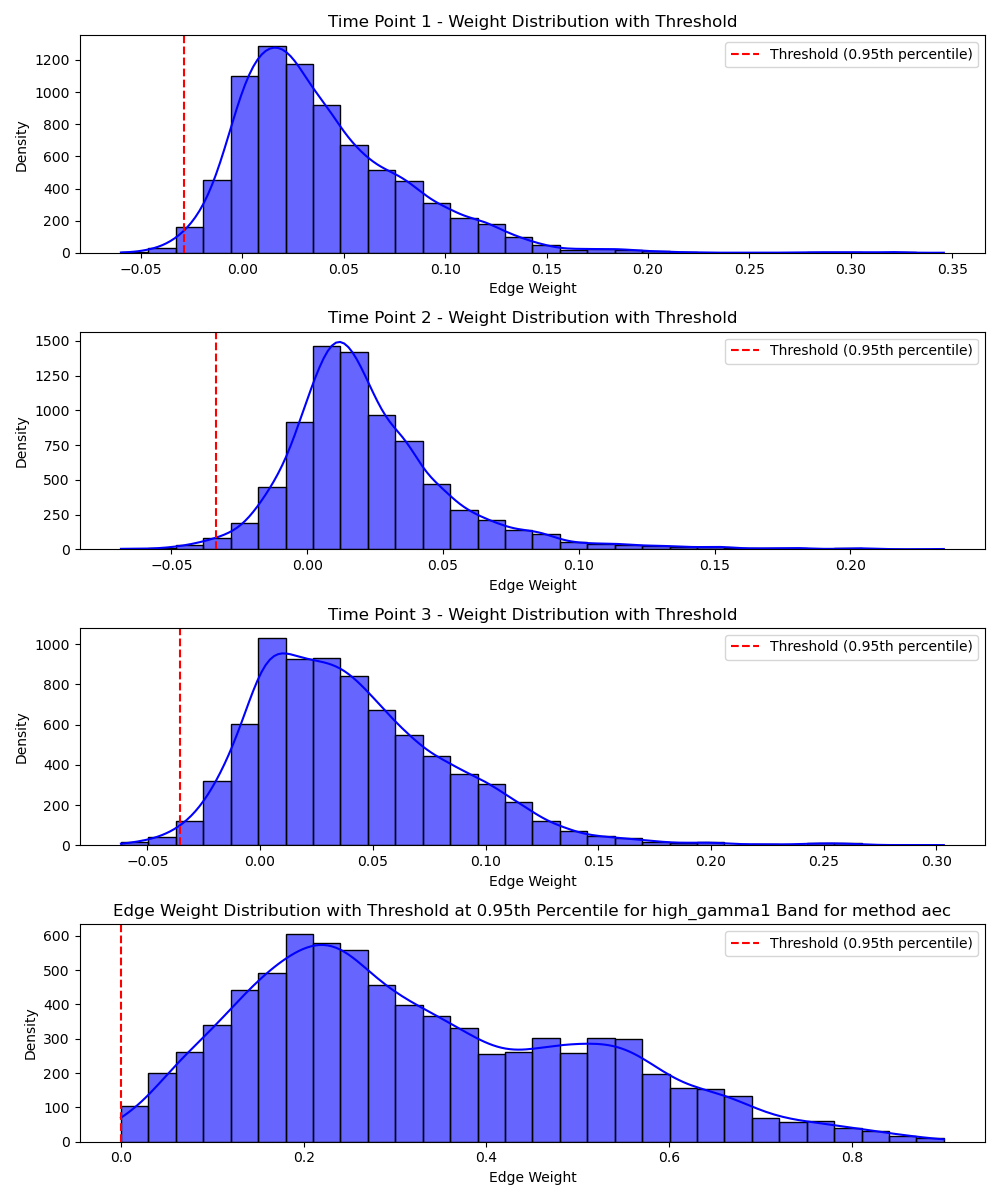 Time Point 1 - Weight Distribution with Threshold
Threshold (0.95th percentile)
Density
1200
1000
800
600
400
200
0
−0.05 0.00 0.05 0.10 0.15 0.20 0.25 0.30 0.35
Edge Weight
Time Point 2 - Weight Distribution with Threshold
Threshold (0.95th percentile)
Density
1500
1250
1000
750
500
250
0
−0.05 0.00 0.05 0.10 0.15 0.20
Edge Weight
Time Point 3 - Weight Distribution with Threshold
Threshold (0.95th percentile)
Density
1000
800
600
400
200
0
−0.05 0.00 0.05 0.10 0.15 0.20 0.25 0.30
Edge Weight
Edge Weight Distribution with Threshold at 0.95th Percentile for high_gamma1 Band for method aec
Threshold (0.95th percentile)
Density
600
500
400
300
200
100
0
0.0 0.2 0.4 0.6 0.8
Edge Weight